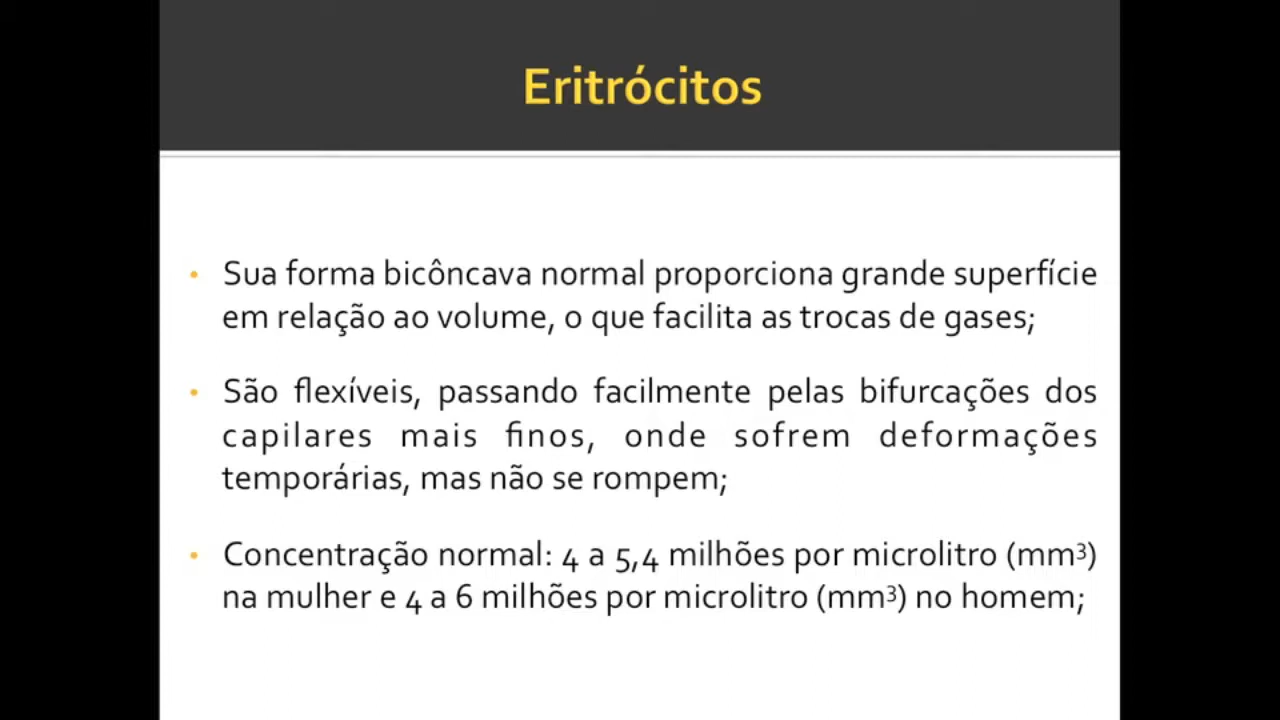 Eritrócitos
• Sua forma bicôncava normal proporciona grande superfície
em relação ao volume, o que facilita as trocas de gases;
• São flexíveis, passando facilmente pelas bifurcações dos
capilares mais finos, onde sofrem deformações
temporárias, mas não se rompem;
• Concentração normal: 4 a 5,4 milhões por microlitro (mm³)
na mulher e 4 a 6 milhões por microlitro (mm³) no homem;